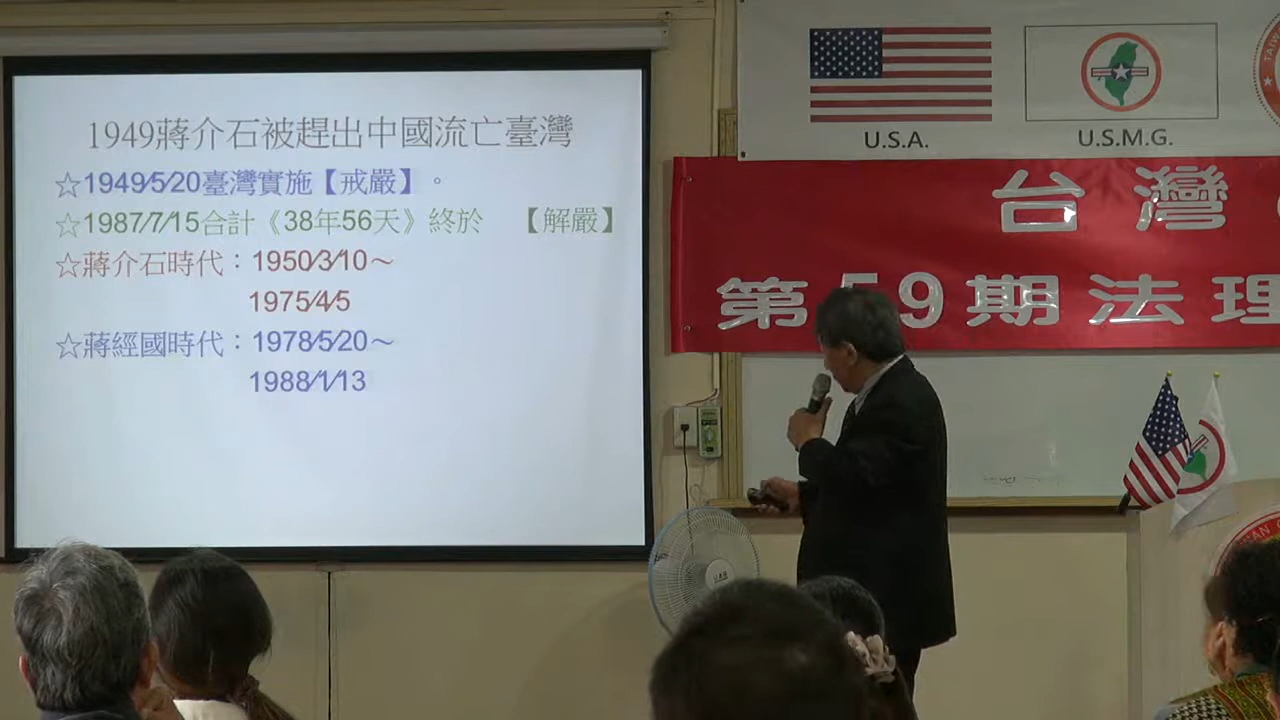 1949蔣介石被趕出中國流亡臺灣
☆1949/5/20臺灣實施【戒嚴】。
☆1987/7/15合計《38年56天》終於 【解嚴】
☆蔣介石時代：1950/3/10～
1975/4/5
☆蔣經國時代：1978/5/20～
1988/1/13
U.S.A.
U.S.M.G.
台灣
第59期法理